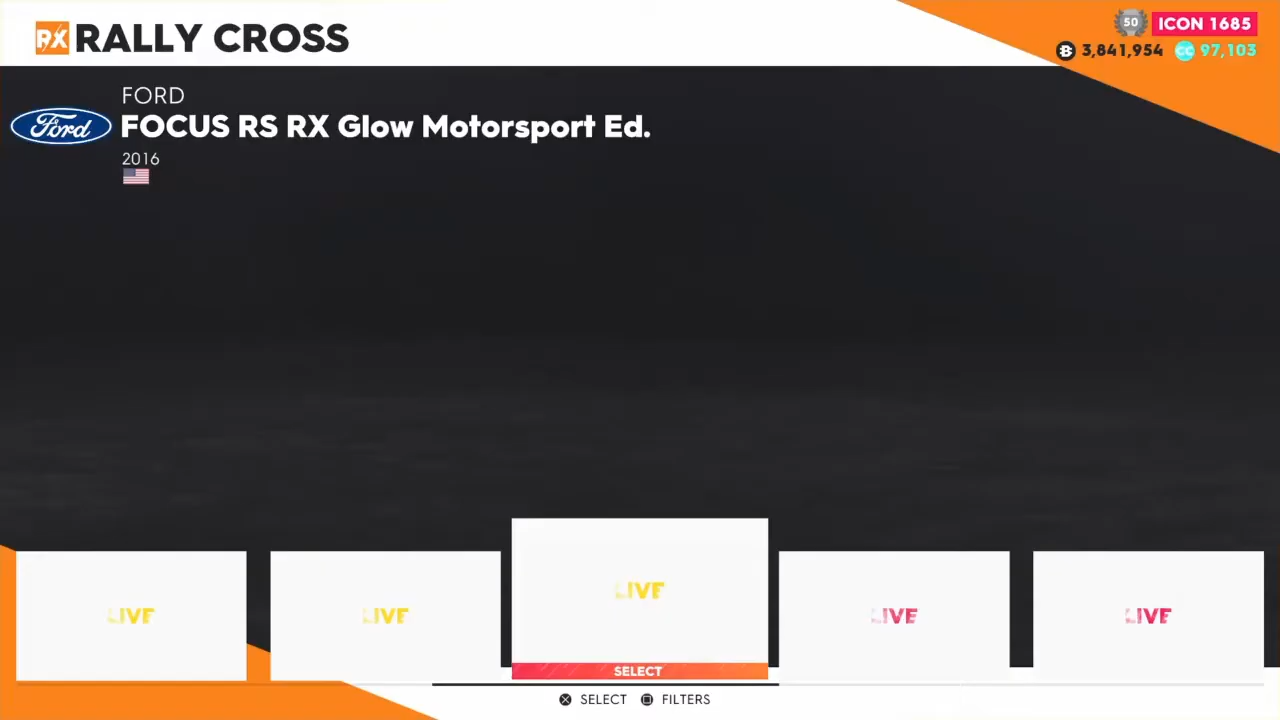 RX RALLY CROSS
50 ICON 1685
3,841,954 CC 97,103
FORD
Ford
FOCUS RS RX Glow Motorsport Ed.
2016
LIVE
LIVE
LIVE
LIVE
LIVE
SELECT
SELECT FILTERS